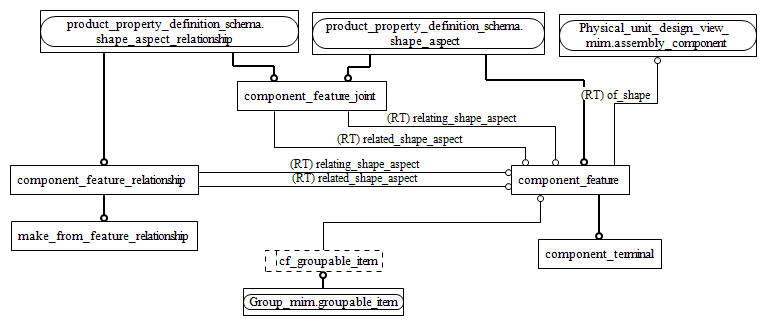 product_property_definition_schema.
shape_aspect_relationship
product_property_definition_schema.
shape_aspect
Physical_unit_design_view_
mim.assembly_component
component_feature_joint
(RT) of_shape
(RT) relating_shape_aspect
(RT) related_shape_aspect
(RT) relating_shape_aspect
(RT) related_shape_aspect
component_feature_relationship
component_feature
make_from_feature_relationship
component_terminal
cf_groupable_item
Group_mim.groupable_item